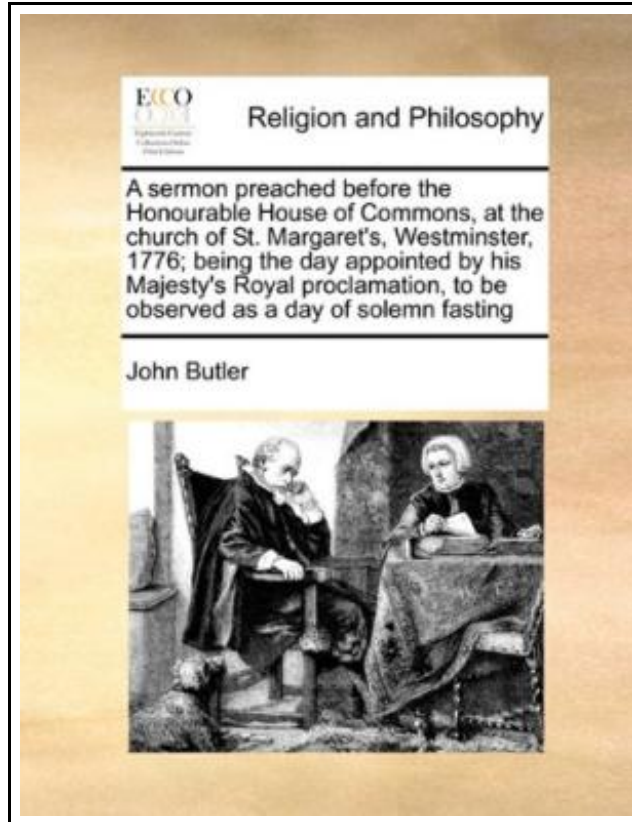 ECCO
Religion and Philosophy
A sermon preached before the
Honourable House of Commons, at the
church of St. Margaret's, Westminster,
1776; being the day appointed by his
Majesty's Royal proclamation, to be
observed as a day of solemn fasting
John Butler